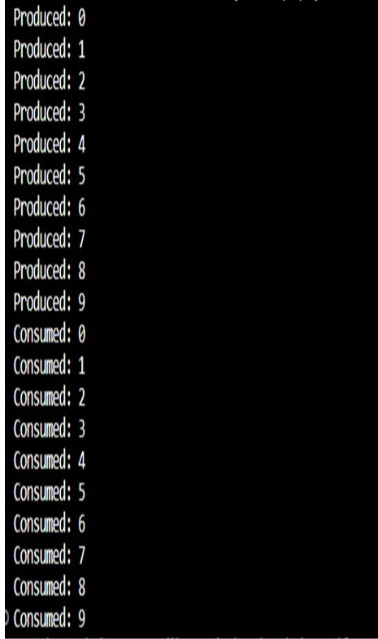 Produced: 0
Produced: 1
Produced: 2
Produced: 3
Produced: 4
Produced: 5
Produced: 6
Produced: 7
Produced: 8
Produced: 9
Consumed: 0
Consumed: 1
Consumed: 2
Consumed: 3
Consumed: 4
Consumed: 5
Consumed: 6
Consumed: 7
Consumed: 8
Consumed: 9